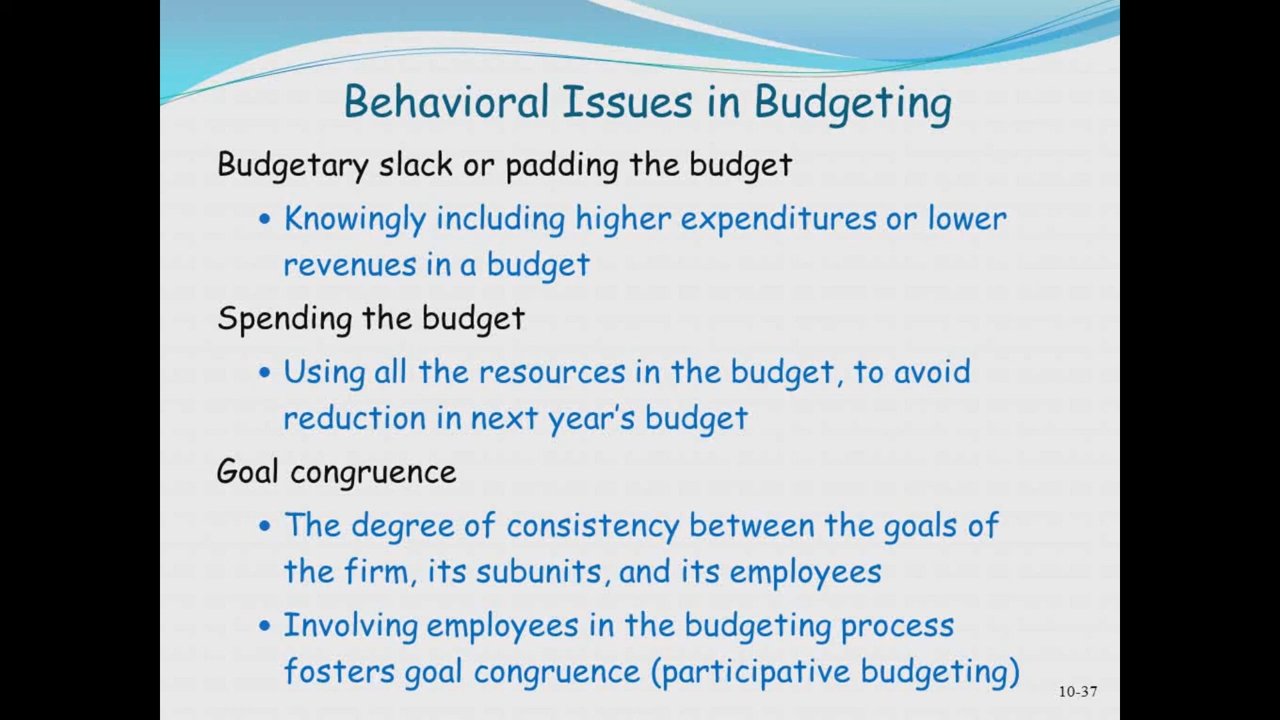 Behavioral Issues in Budgeting
Budgetary slack or padding the budget
• Knowingly including higher expenditures or lower
revenues in a budget
Spending the budget
• Using all the resources in the budget, to avoid
reduction in next year's budget
Goal congruence
• The degree of consistency between the goals of
the firm, its subunits, and its employees
• Involving employees in the budgeting process
fosters goal congruence (participative budgeting)
10-37